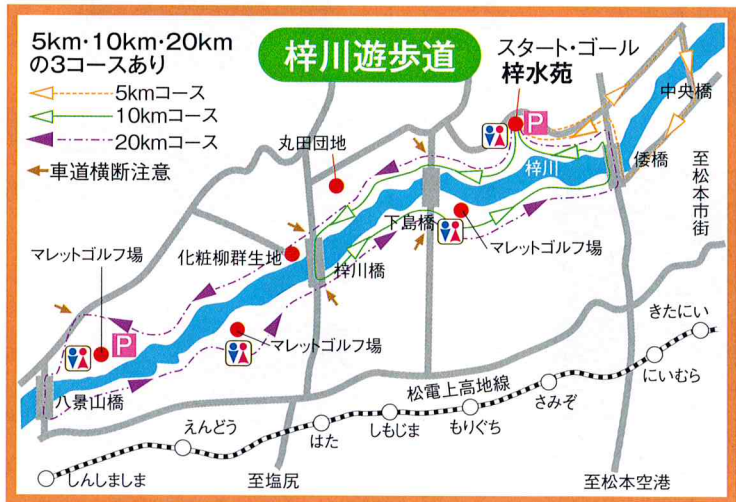 5km・10km・20km
の3コースあり
5kmコース
10kmコース
20kmコース
車道横断注意
梓川遊歩道
スタート・ゴール
梓水苑
P
中央橋
丸田団地
梓川
倭橋
至松本市街
下島橋
マレットゴルフ場
マレットゴルフ場
化粧柳群生地
梓川橋
P
マレットゴルフ場
八景山橋
きたにい
松電上高地線
にいむら
さみぞ
えんどう
はた
しもじま
もりぐち
しんしましま
至塩尻
至松本空港